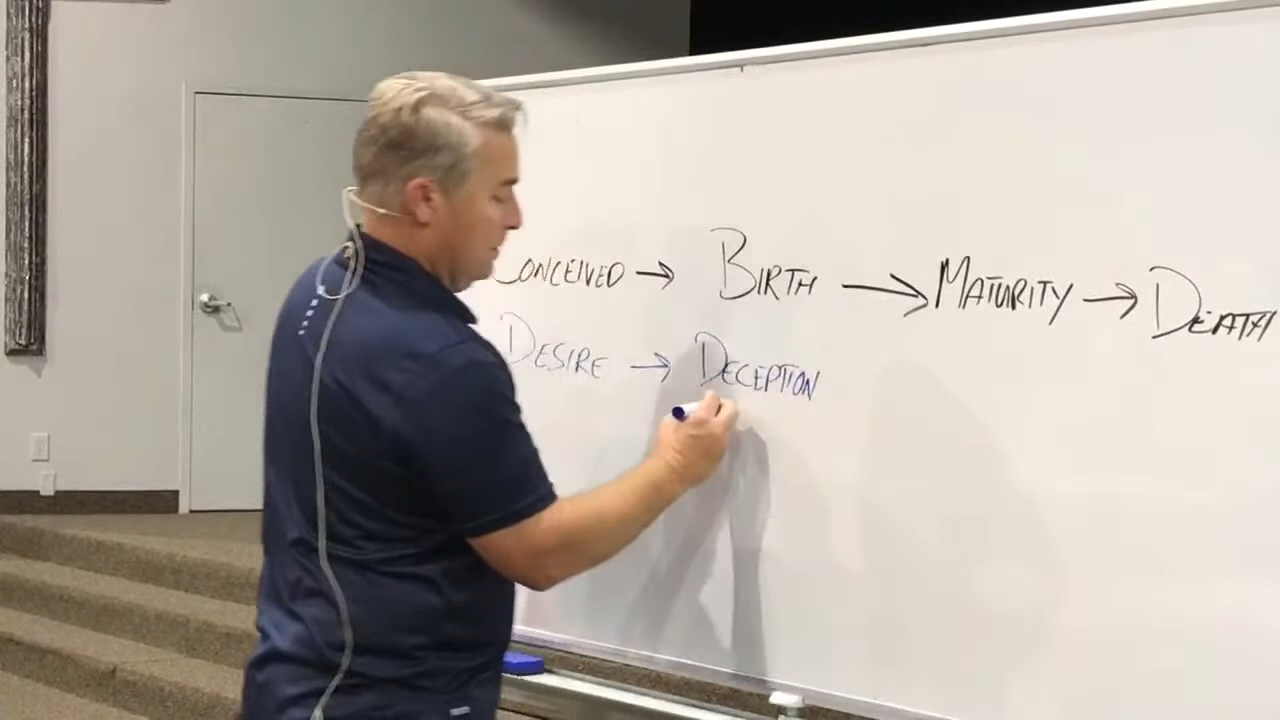 CONCEIVED → BIRTH → MATURITY → DEATH
DESIRE → DECEPTION